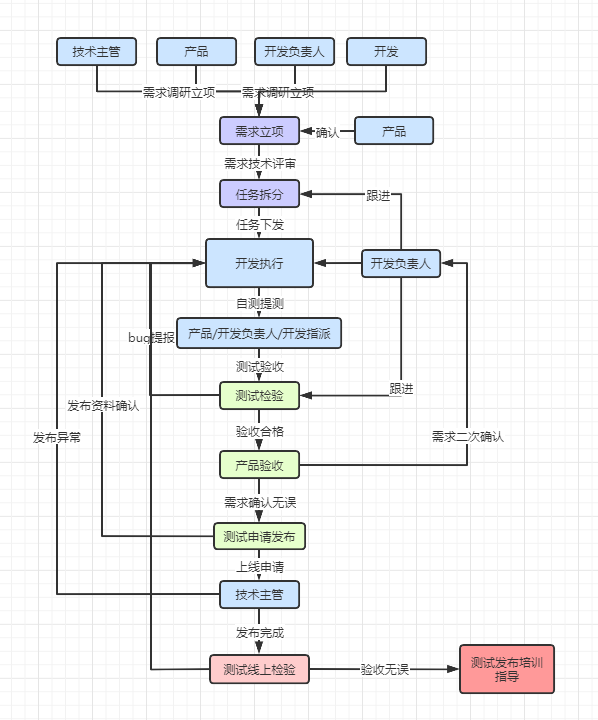 技术主管
产品
开发负责人
开发
需求调研立项
需求调研立项
需求立项
确认
产品
需求技术评审
任务拆分
跟进
任务下发
开发执行
开发负责人
自测提测
bug提报
产品/开发负责人/开发指派
测试验收
测试检验
跟进
发布资料确认
验收合格
发布异常
需求二次确认
产品验收
需求确认无误
测试申请发布
上线申请
技术主管
发布完成
测试线上检验
验收无误
测试发布培训
指导